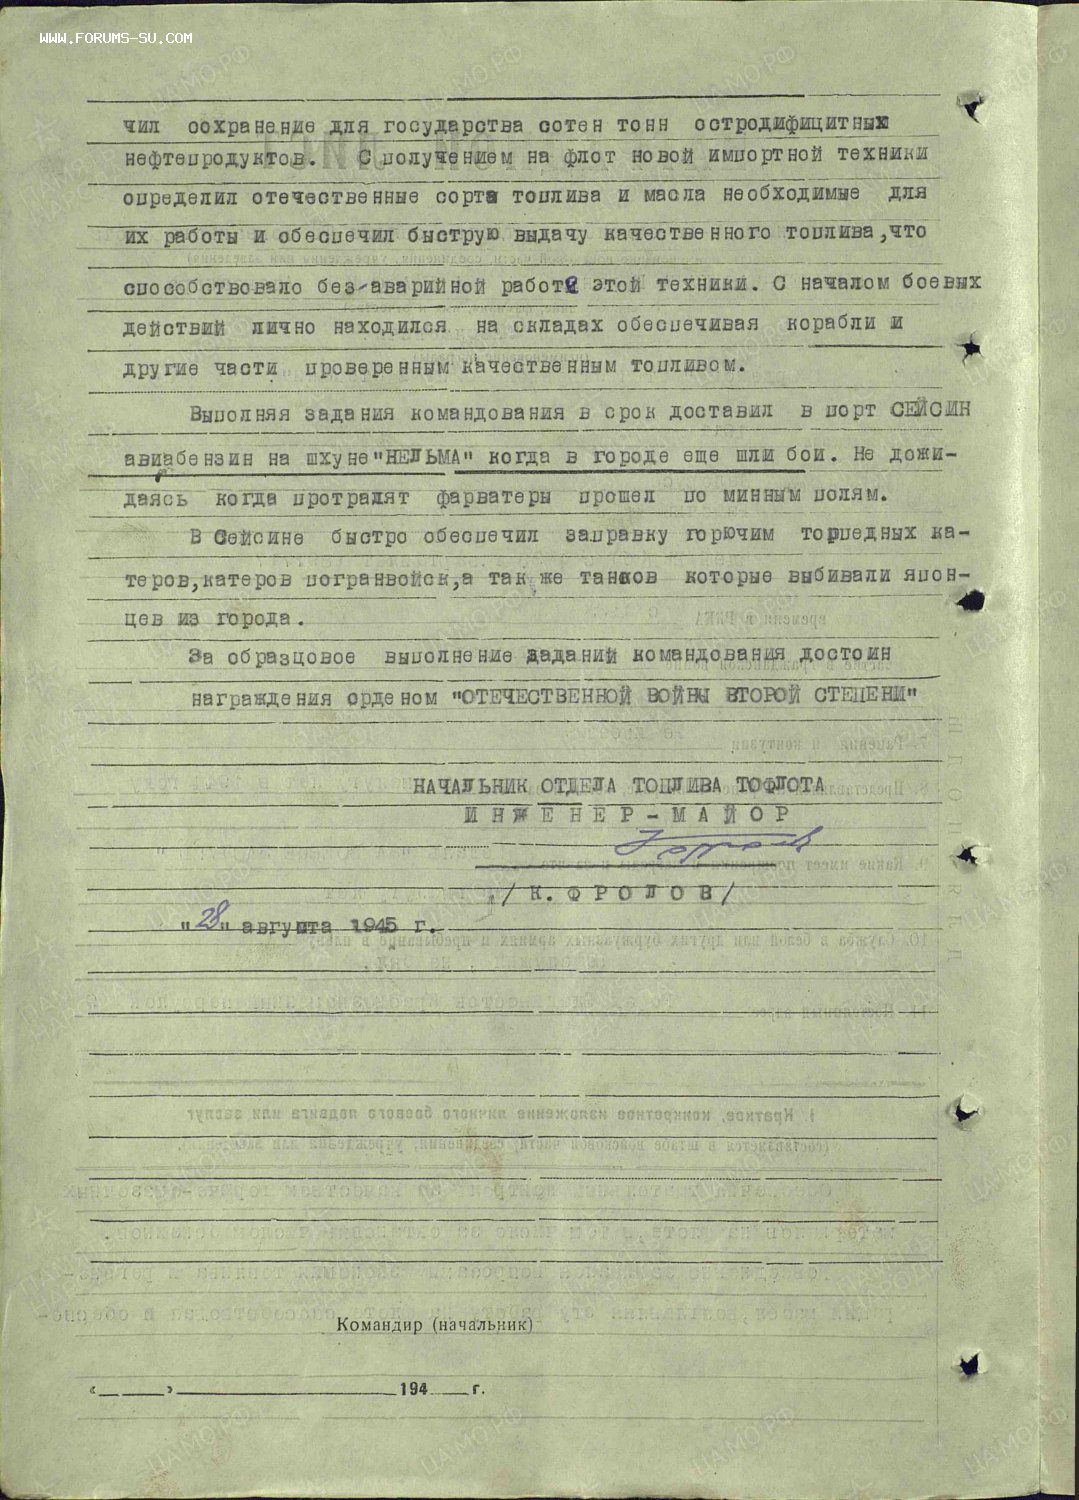 WWW.FORUMS-SU.COM
чил сохранение для государства сотен тонн остродифицитных
нефтепродуктов. С получением на флот новой импортной техники
определил отечественные сорта топлива и масла необходимые для
их работы и обеспечил быструю выдачу качественного топлива,что
способствовало без-аварийной работе этой техники. С началом боевых
действий лично находился на складах обеспечивая корабли и
другие части проверенным качественным топливом.
Выполняя задания командования в срок доставил в порт СЕЙСИН
авиабензин на шхуне"НЕЛЬМА" когда в городе еще шли бои. Не дожи-
даясь когда протралят фарватеры прошел по минным полям.
В Сейсине быстро обеспечил заправку горючим торпедных ка-
теров,катеров погранвойск,а так же танков которые выбивали япон-
цев из города.
За образцовое выполнение заданий командования достоин
награждения орденом "ОТЕЧЕСТВЕННОЙ ВОЙНЫ ВТОРОЙ СТЕПЕНИ"
НАЧАЛЬНИК ОТДЕЛА ТОПЛИВА ТОФЛОТА
ИНЖЕНЕР-МАЙОР
/К.ФРОЛОВ/
"28" августа 1945 г.
Командир (начальник)
«___ ____» ____________ 194___ г.